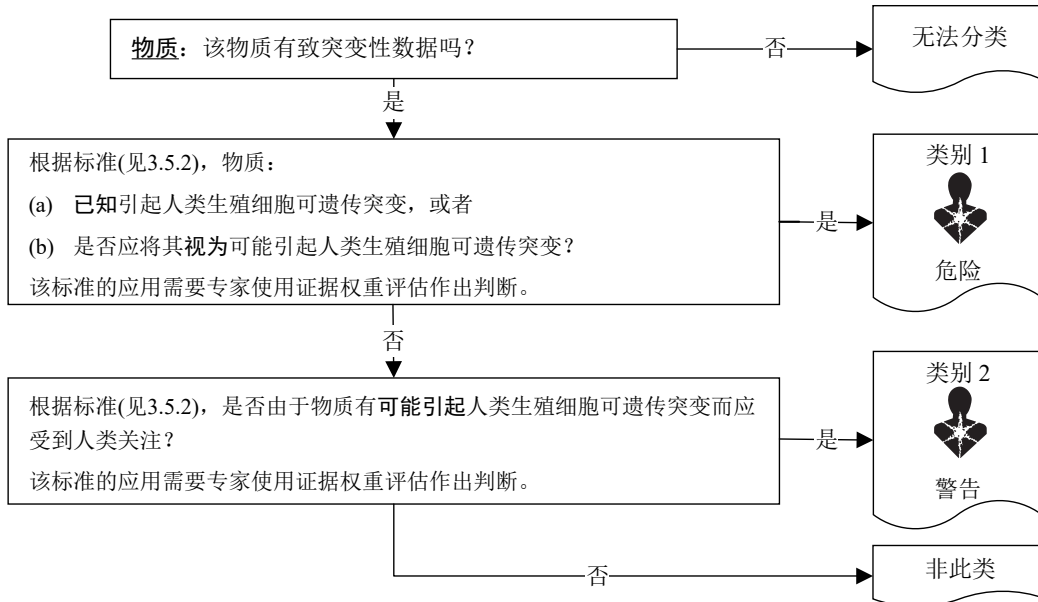 物质：该物质有致突变性数据吗？
否
无法分类
是
根据标准(见3.5.2)，物质：
(a) 已知引起人类生殖细胞可遗传突变，或者
(b) 是否应将其视为可能引起人类生殖细胞可遗传突变？
该标准的应用需要专家使用证据权重评估作出判断。
是
类别 1
危险
否
根据标准(见3.5.2)，是否由于物质有可能引起人类生殖细胞可遗传突变而应
受到人类关注？
该标准的应用需要专家使用证据权重评估作出判断。
是
类别 2
警告
否
非此类